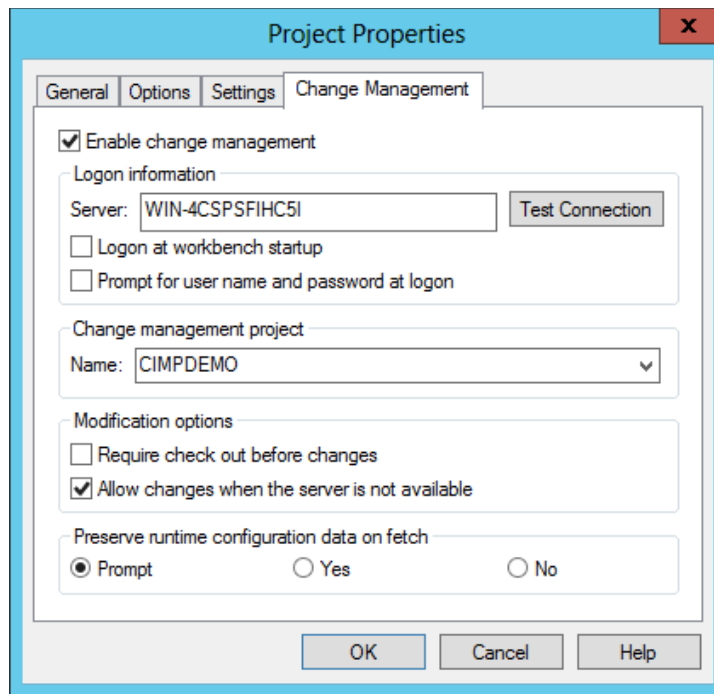 Project Properties
x
General Options Settings Change Management
Enable change management
Logon information
Server: WIN-4CSPSFIHC5I Test Connection
Logon at workbench startup
Prompt for user name and password at logon
Change management project
Name: CIMPDEMO
Modification options
Require check out before changes
Allow changes when the server is not available
Preserve runtime configuration data on fetch
Prompt Yes No
OK Cancel Help